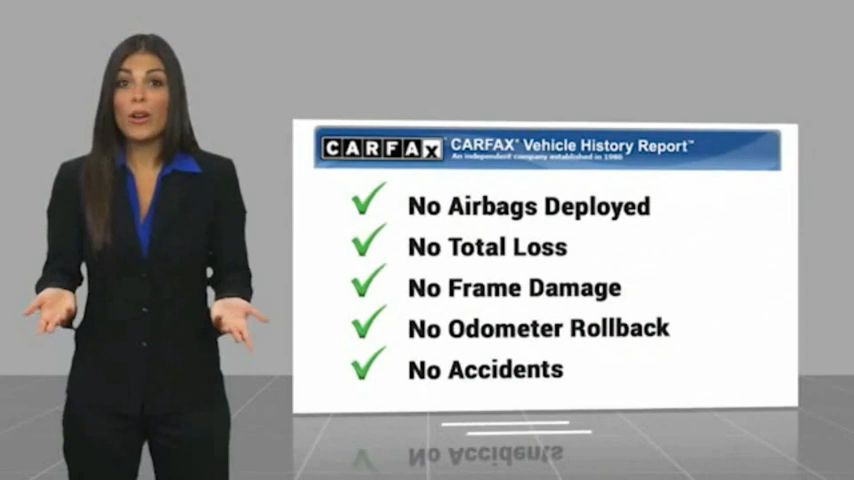 CARFAX CARFAX® Vehicle History Report™
An independent company established in 1986
No Airbags Deployed
No Total Loss
No Frame Damage
No Odometer Rollback
No Accidents
No Accidents